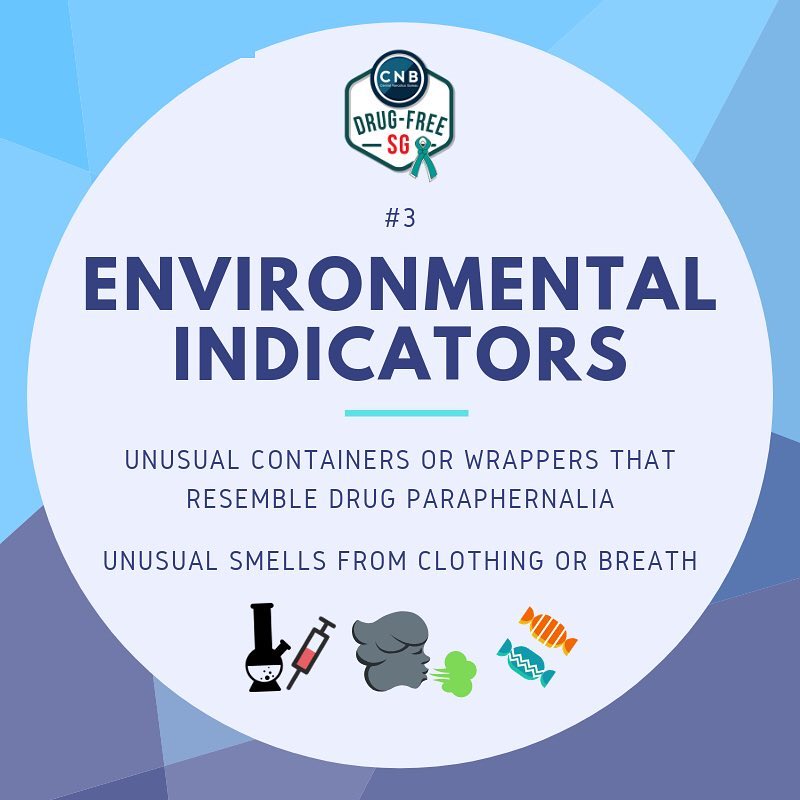 CNB
Central Narcotics Bureau
DRUG-FREE
SG
#3
ENVIRONMENTAL
INDICATORS
UNUSUAL CONTAINERS OR WRAPPERS THAT
RESEMBLE DRUG PARAPHERNALIA
UNUSUAL SMELLS FROM CLOTHING OR BREATH